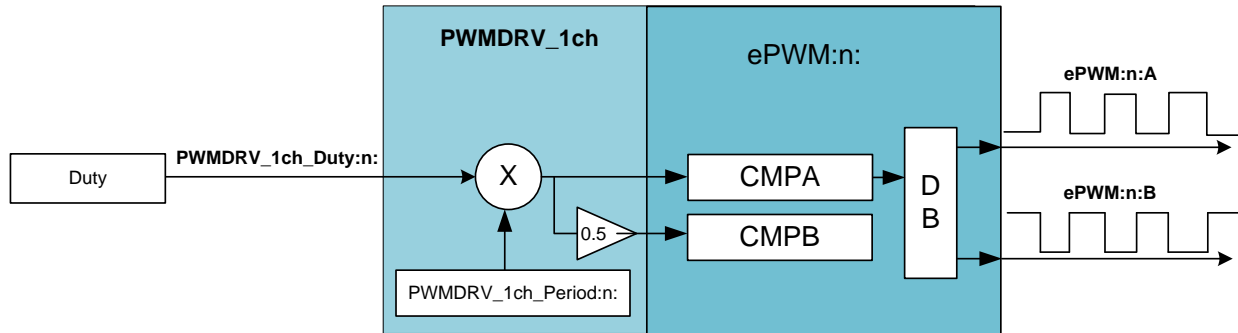 PWMDRV_1ch
ePWM:n:
ePWM:n:A
Duty
PWMDRV_1ch_Duty:n:
X
CMPA
D
B
ePWM:n:B
0.5
CMPB
PWMDRV_1ch_Period:n: